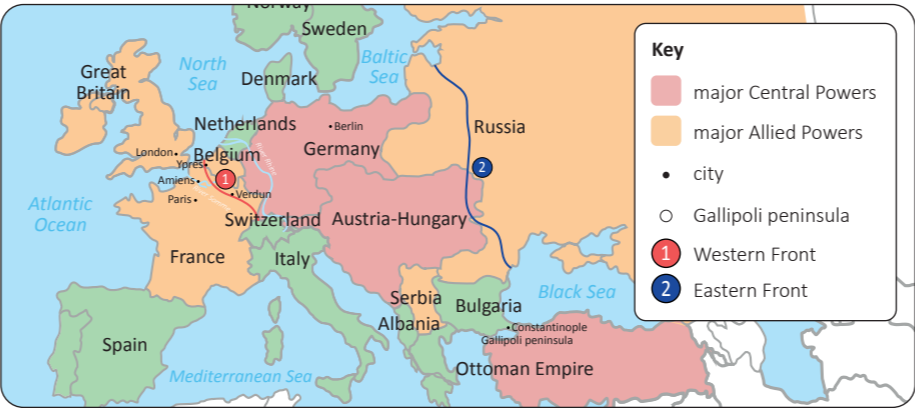 Norway
Sweden
Baltic
Sea
North
Sea
Great
Britain
Denmark
Netherlands
Berlin
Germany
Russia
London
Ypres
Belgium
1
2
Amiens
Verdun
Paris
Atlantic
Ocean
Switzerland
Austria-Hungary
France
Italy
Serbia
Bulgaria
Black Sea
Albania
Constantinople
Gallipoli peninsula
Spain
Ottoman Empire
Mediterranean Sea
Key
major Central Powers
major Allied Powers
city
Gallipoli peninsula
1 Western Front
2 Eastern Front